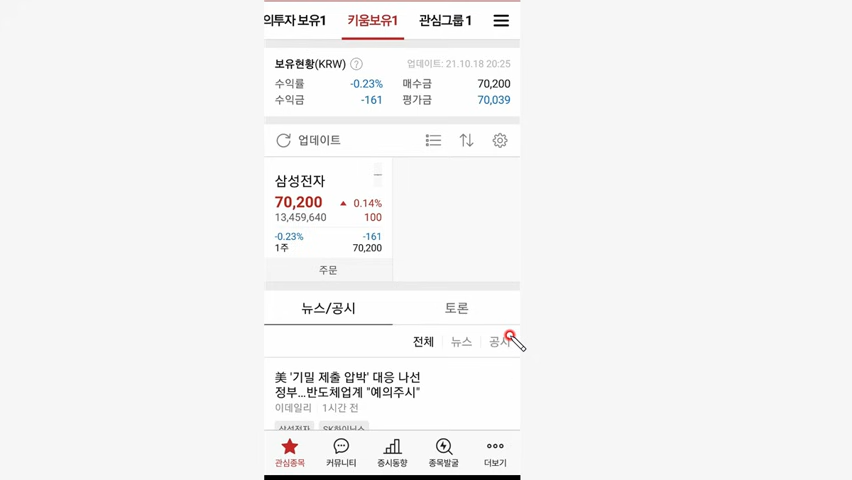 의투자 보유1 키움보유1 관심그룹 1
보유현황(KRW) ? 업데이트: 21.10.18 20:25
수익률 -0.23% 매수금 70,200
수익금 -161 평가금 70,039
업데이트
삼성전자
70,200 ▲ 0.14%
13,459,640 100
-0.23% -161
1주 70,200
주문
뉴스/공시 토론
전체 뉴스 공시
美 '기밀 제출 압박' 대응 나선
정부...반도체업계 "예의주시"
이데일리 1시간 전
삼성전자 SK하이닉스
관심종목 커뮤니티 증시동향 종목발굴 더보기